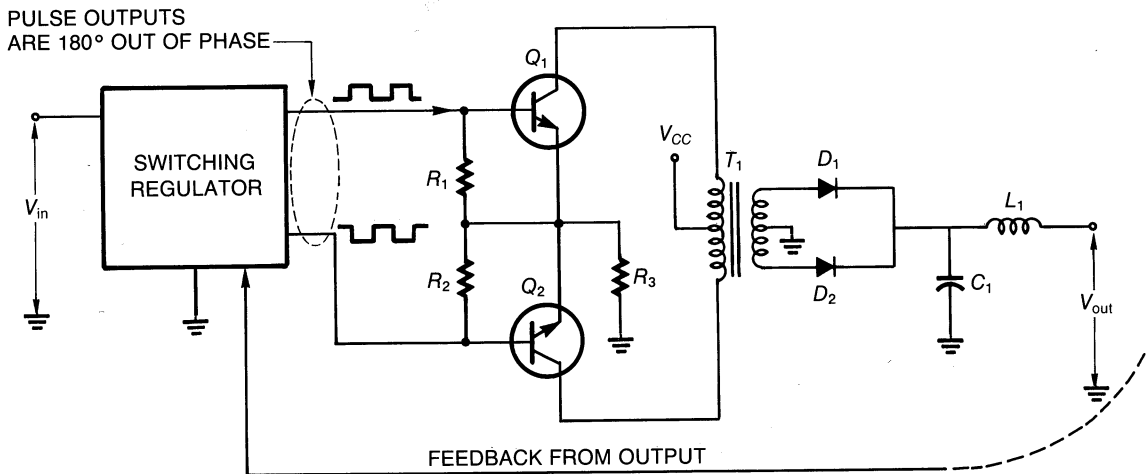 PULSE OUTPUTS
ARE 180° OUT OF PHASE
Q1
VCC
T1
D1
SWITCHING
REGULATOR
R1
L1
Vin
R2
Q2
R3
D2
C1
Vout
FEEDBACK FROM OUTPUT